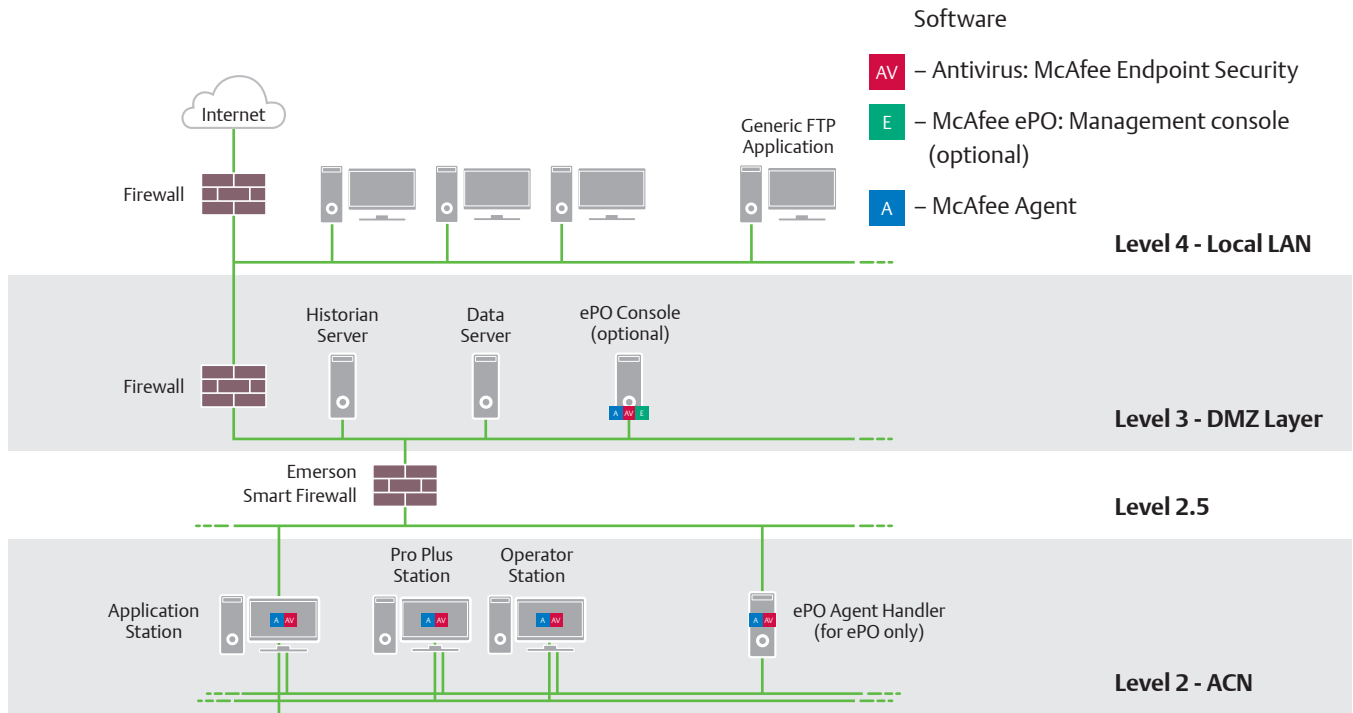 Software
AV – Antivirus: McAfee Endpoint Security
E – McAfee ePO: Management console
(optional)
A – McAfee Agent
Internet
Firewall
Generic FTP
Application
Level 4 - Local LAN
Historian
Server
Data
Server
ePO Console
(optional)
Firewall
A AV E
Level 3 - DMZ Layer
Emerson
Smart Firewall
Level 2.5
Pro Plus
Station
Operator
Station
Application
Station
A AV
A AV
A AV
A AV
ePO Agent Handler
(for ePO only)
Level 2 - ACN